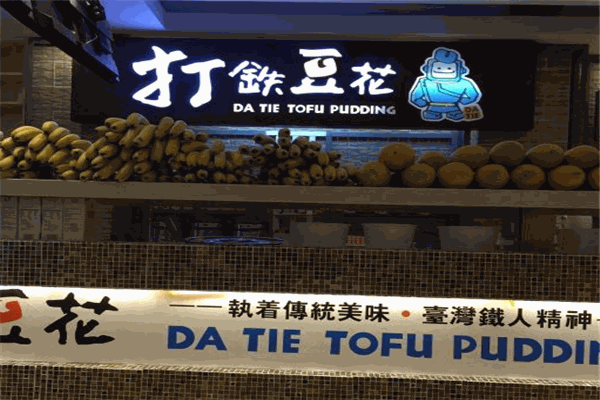 打鉄豆花
DA TIE TOFU PUDDING
豆花
——執着傳統美味・臺灣鐵人精神—
DA TIE TOFU PUDDIN